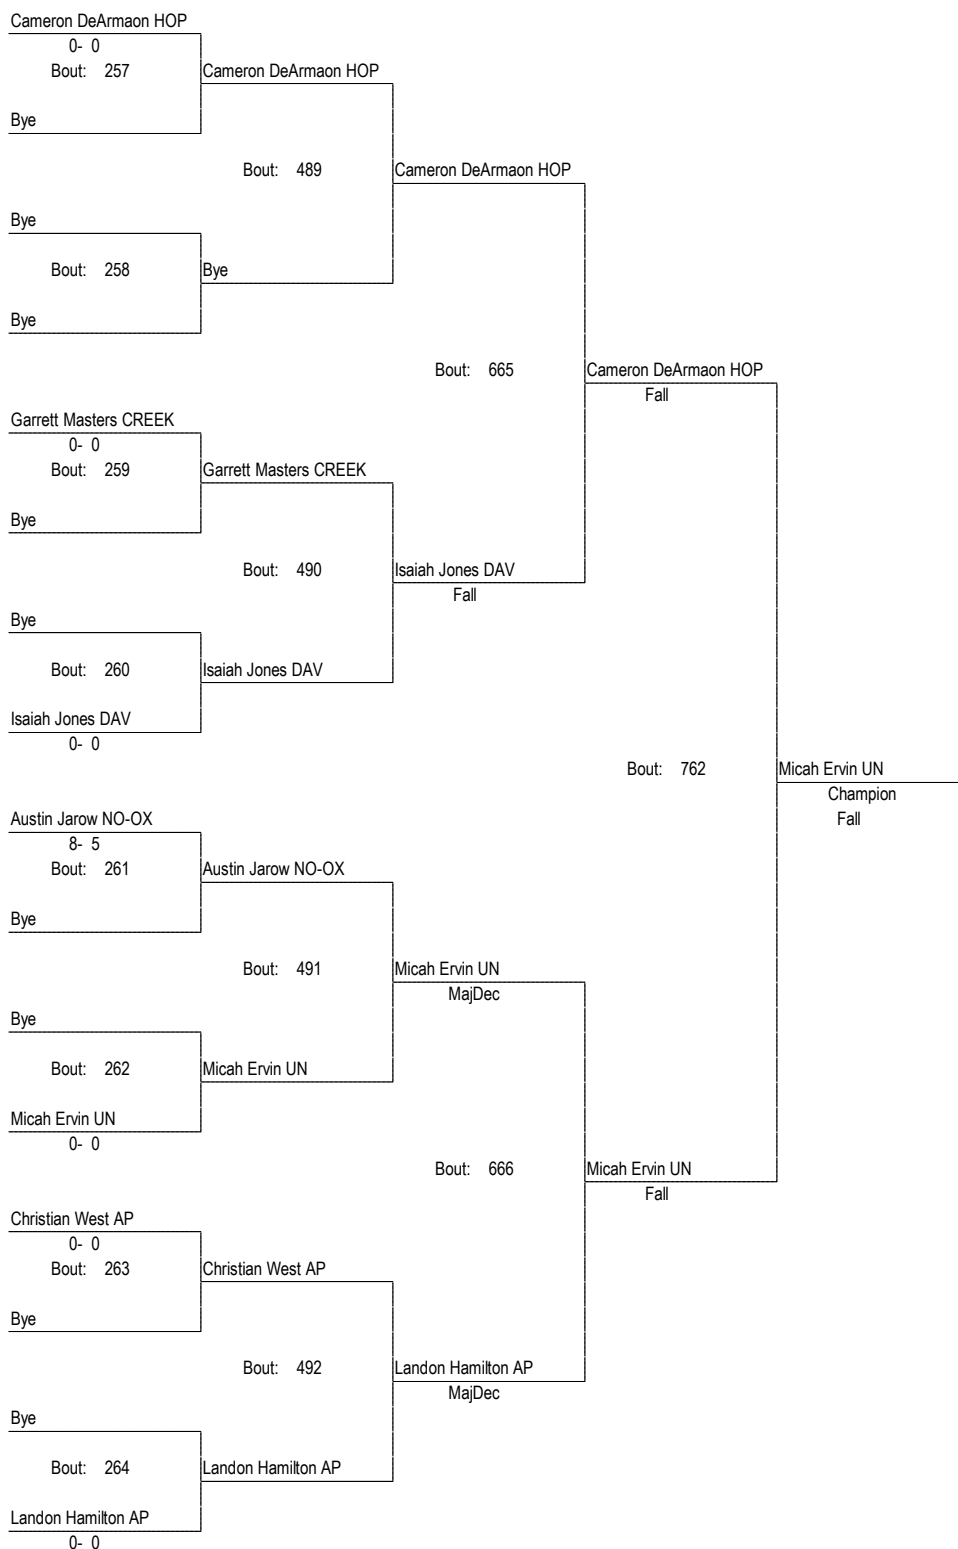 Cameron DeArmaon HOP
0- 0
Bout: 257
Cameron DeArmaon HOP
Bye
Bout: 489
Cameron DeArmaon HOP
Bye
Bout: 258
Bye
Bye
Bout: 665
Cameron DeArmaon HOP
Fall
Garrett Masters CREEK
0- 0
Bout: 259
Garrett Masters CREEK
Bye
Bout: 490
Isaiah Jones DAV
Fall
Bye
Bout: 260
Isaiah Jones DAV
Isaiah Jones DAV
0- 0
Bout: 762
Micah Ervin UN
Champion
Fall
Austin Jarow NO-OX
8- 5
Bout: 261
Austin Jarow NO-OX
Bye
Bout: 491
Micah Ervin UN
MajDec
Bye
Bout: 262
Micah Ervin UN
Micah Ervin UN
0- 0
Bout: 666
Micah Ervin UN
Fall
Christian West AP
0- 0
Bout: 263
Christian West AP
Bye
Bout: 492
Landon Hamilton AP
MajDec
Bye
Bout: 264
Landon Hamilton AP
Landon Hamilton AP
0- 0